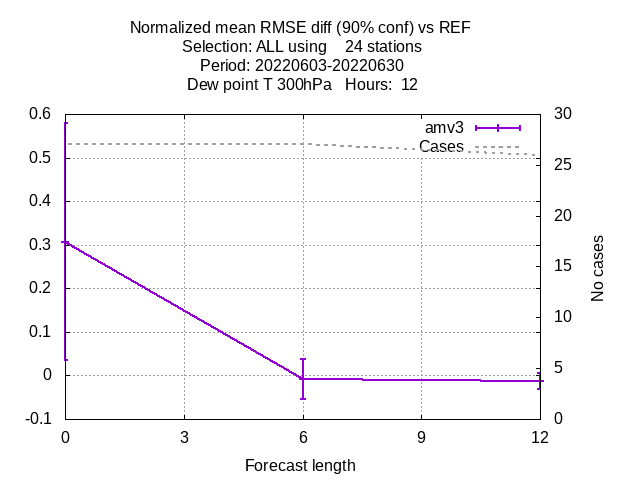 Normalized mean RMSE diff (90% conf) vs REF
Selection: ALL using    24 stations
Period: 20220603-20220630
Dew point T 300hPa   Hours:  12
0.6
0.5
0.4
0.3
0.2
0.1
0
-0.1
amv3
Cases
30
25
20
15
10
5
0
No cases
0 3 6 9 12
Forecast length